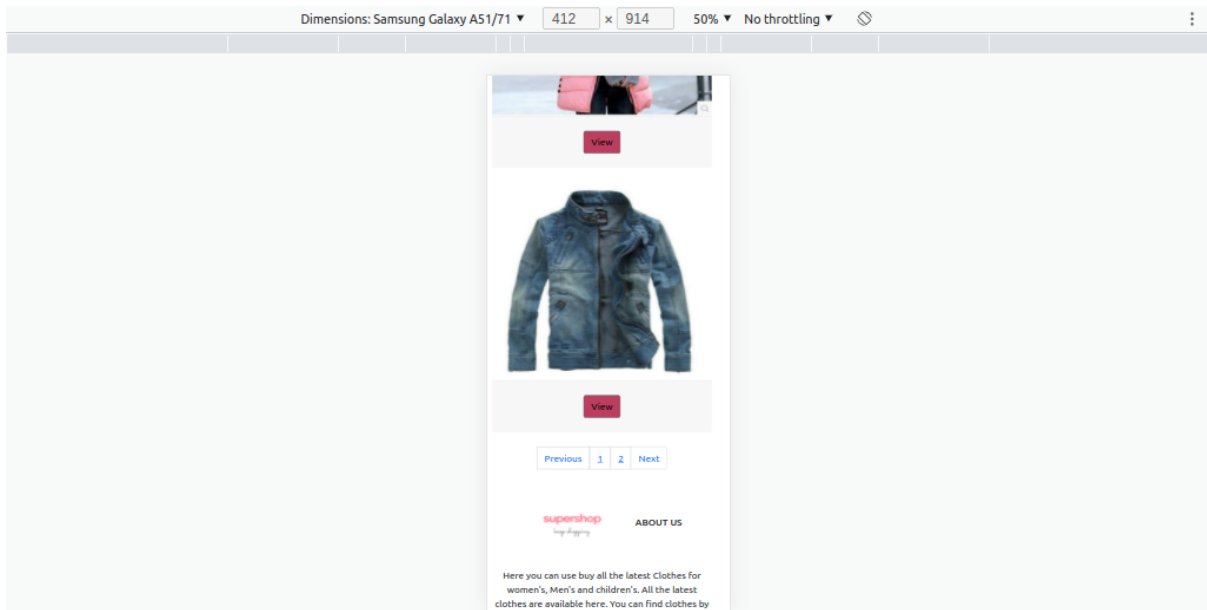 Dimensions: Samsung Galaxy A51/71 ▼ 412 × 914 50% ▼ No throttling ▼
View
View
Previous 1 2 Next
supershop
ABOUT US
Here you can use buy all the latest Clothes for
women's, Men's and children's. All the latest
clothes are available here. You can find clothes by